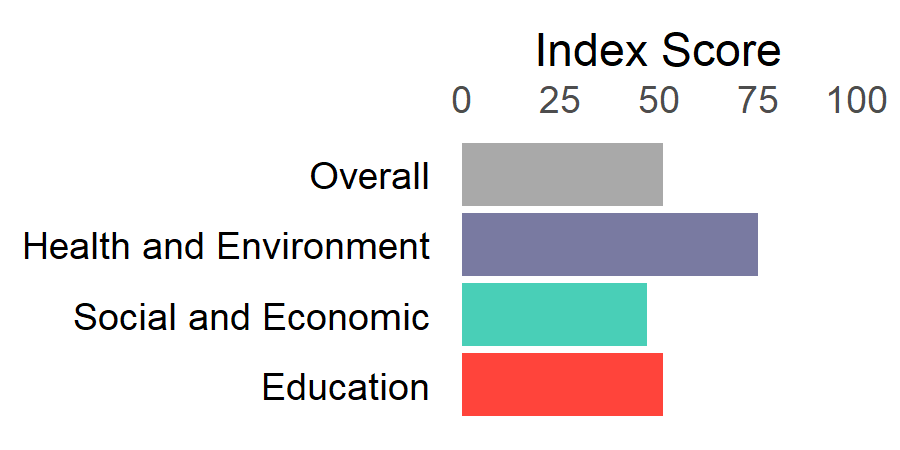 Index Score
0 25 50 75 100
Overall
Health and Environment
Social and Economic
Education